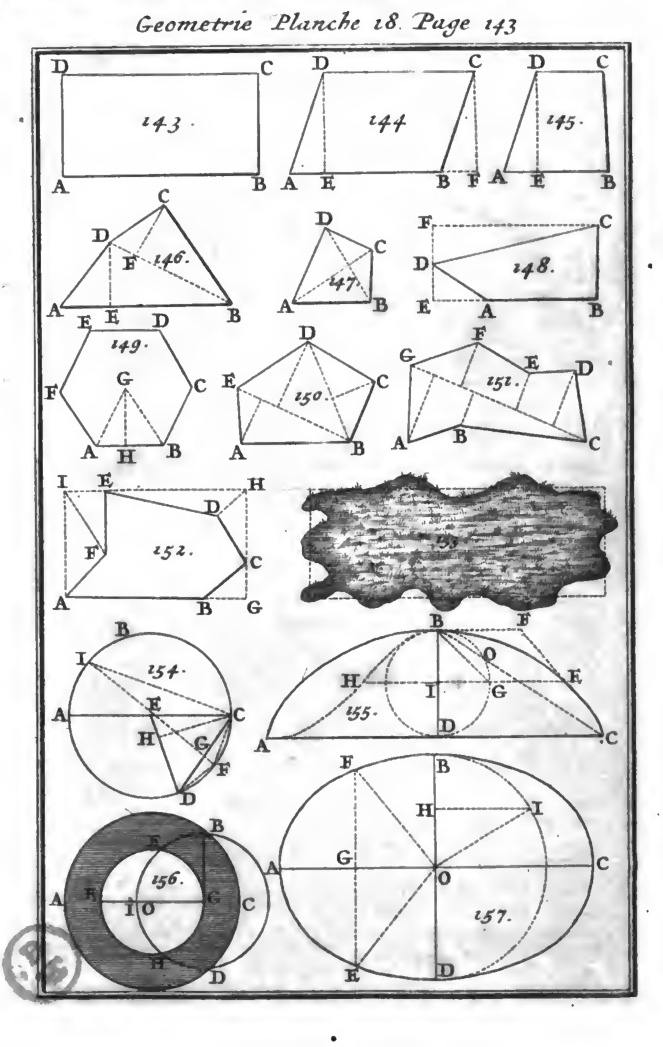 Geometrie Planche 18. Page 143
D C D C D C
143. 144 145.
A B A E B F A E B
C D F C
D F 146. C D 148.
147.
A E B A B E A B
E D D F E D
149. G
F G C E 150. C 151.
A H B A B A B C
I E H
D
F 152. 153
C
A B G
B B F
I 154. O
A E C H I G E
H G F 155. D
D A C
F B
B H I
E A G C
A E 156. G C O
I O 157.
H D E D